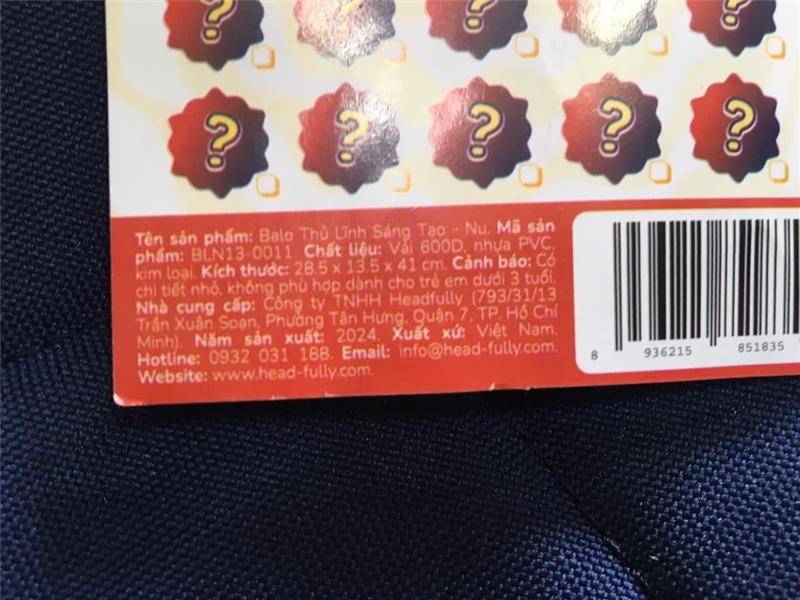 ? ? ? ? ?
? ? ? ? ?
Tên sản phẩm: Balo Thủ Lĩnh Sáng Tạo - Nu. Mã sản
phẩm: BLN13-0011. Chất liệu: Vải 600D, nhựa PVC,
kim loại. Kích thước: 28.5 x 13.5 x 41 cm. Cảnh báo: Có
chi tiết nhỏ, không phù hợp dành cho trẻ em dưới 3 tuổi.
Nhà cung cấp: Công ty TNHH Headfully (793/31/13
Trần Xuân Soạn, Phường Tân Hưng, Quận 7, TP. Hồ Chí
Minh). Năm sản xuất: 2024. Xuất xứ: Việt Nam.
Hotline: 0932 031 188. Email: info@head-fully.com.
Website: www.head-fully.com.
8 936215 851835